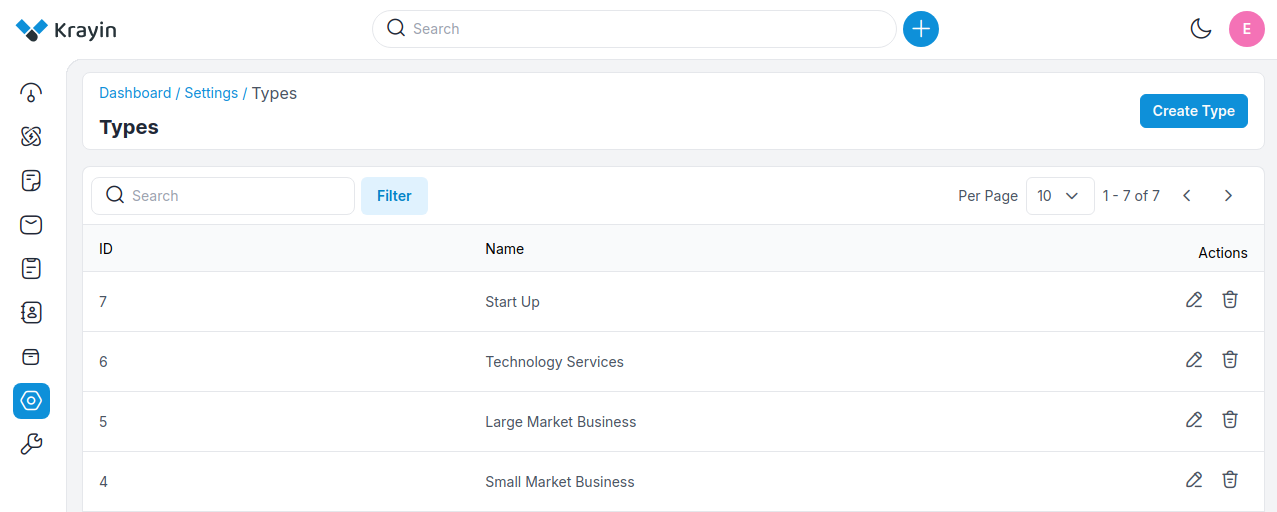 Krayin
Search
E
Dashboard / Settings / Types
Types
Create Type
Search
Filter
Per Page
10
1 - 7 of 7
ID
Name
Actions
7
Start Up
6
Technology Services
5
Large Market Business
4
Small Market Business